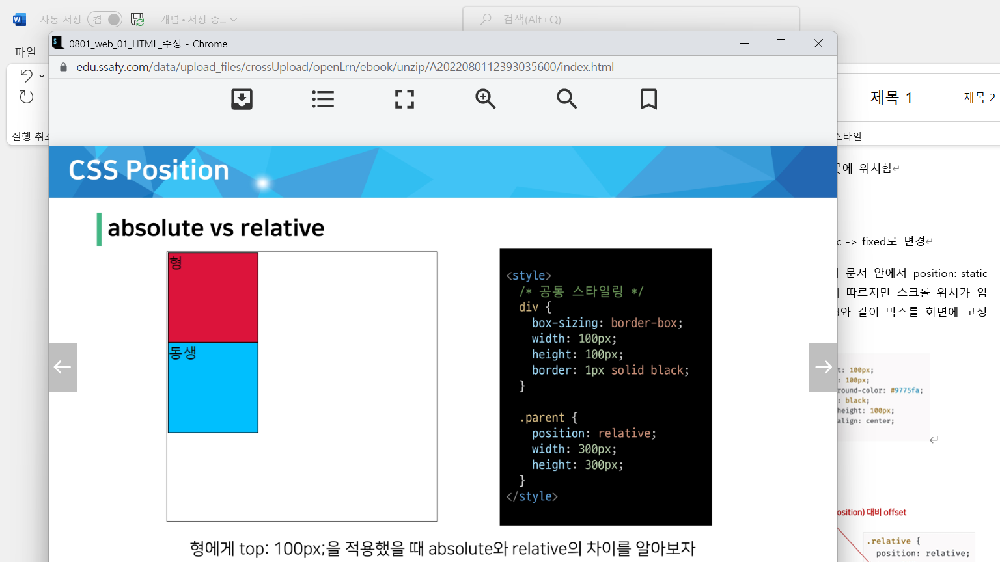 자동 저장
켬
개념 • 저장 중...
검색(Alt+Q)
파일
0801_web_01_HTML_수정 - Chrome
edu.ssafy.com/data/upload_files/crossUpload/openLrn/ebook/unzip/A2022080112393035600/index.html
제목 1
제목 2
실행 취소
스타일
CSS Position
absolute vs relative
형
동생
<style>
/* 공통 스타일링 */
div {
box-sizing: border-box;
width: 100px;
height: 100px;
border: 1px solid black;
}
.parent {
position: relative;
width: 300px;
height: 300px;
}
</style>
형에게 top: 100px;을 적용했을 때 absolute와 relative의 차이를 알아보자
곳에 위치함
c -> fixed로 변경
문서 안에서 position: static
따르지만 스크롤 위치가 임
와 같이 박스를 화면에 고정
t: 100px;
: 100px;
round-color: #9775fa;
: black;
height: 100px;
align: center;
osition) 대비 offset
.relative {
position: relative;